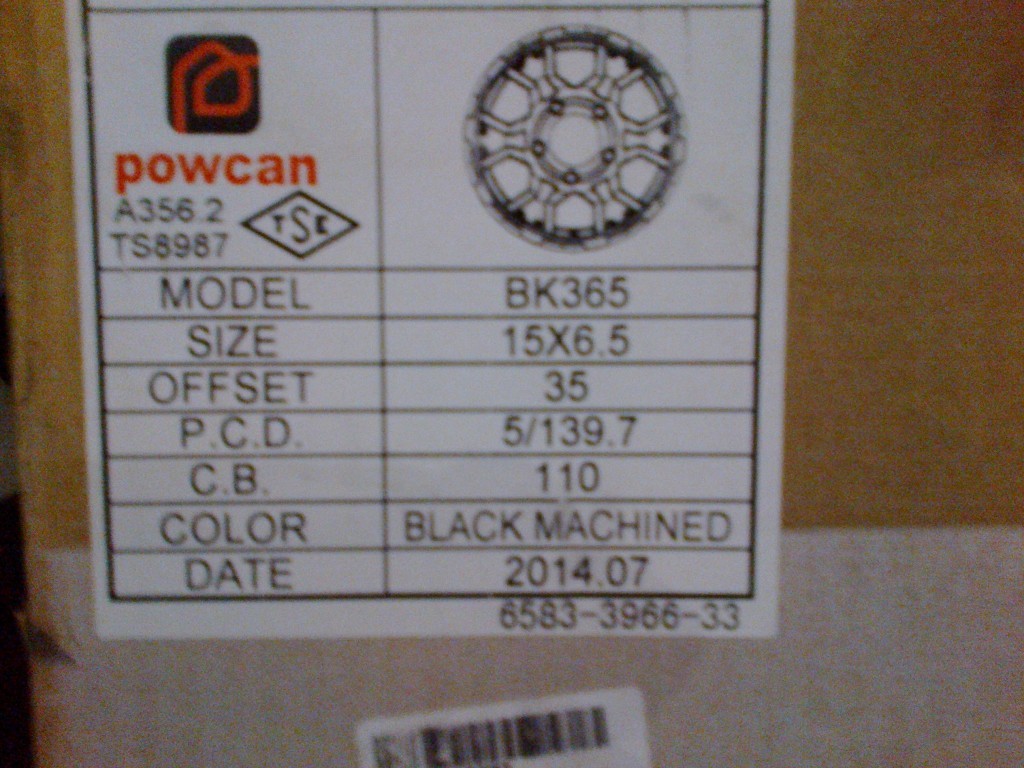 powcan
A356.2
TS8987
TSE
MODEL BK365
SIZE 15X6.5
OFFSET 35
P.C.D. 5/139.7
C.B. 110
COLOR BLACK MACHINED
DATE 2014.07
6583-3966-33